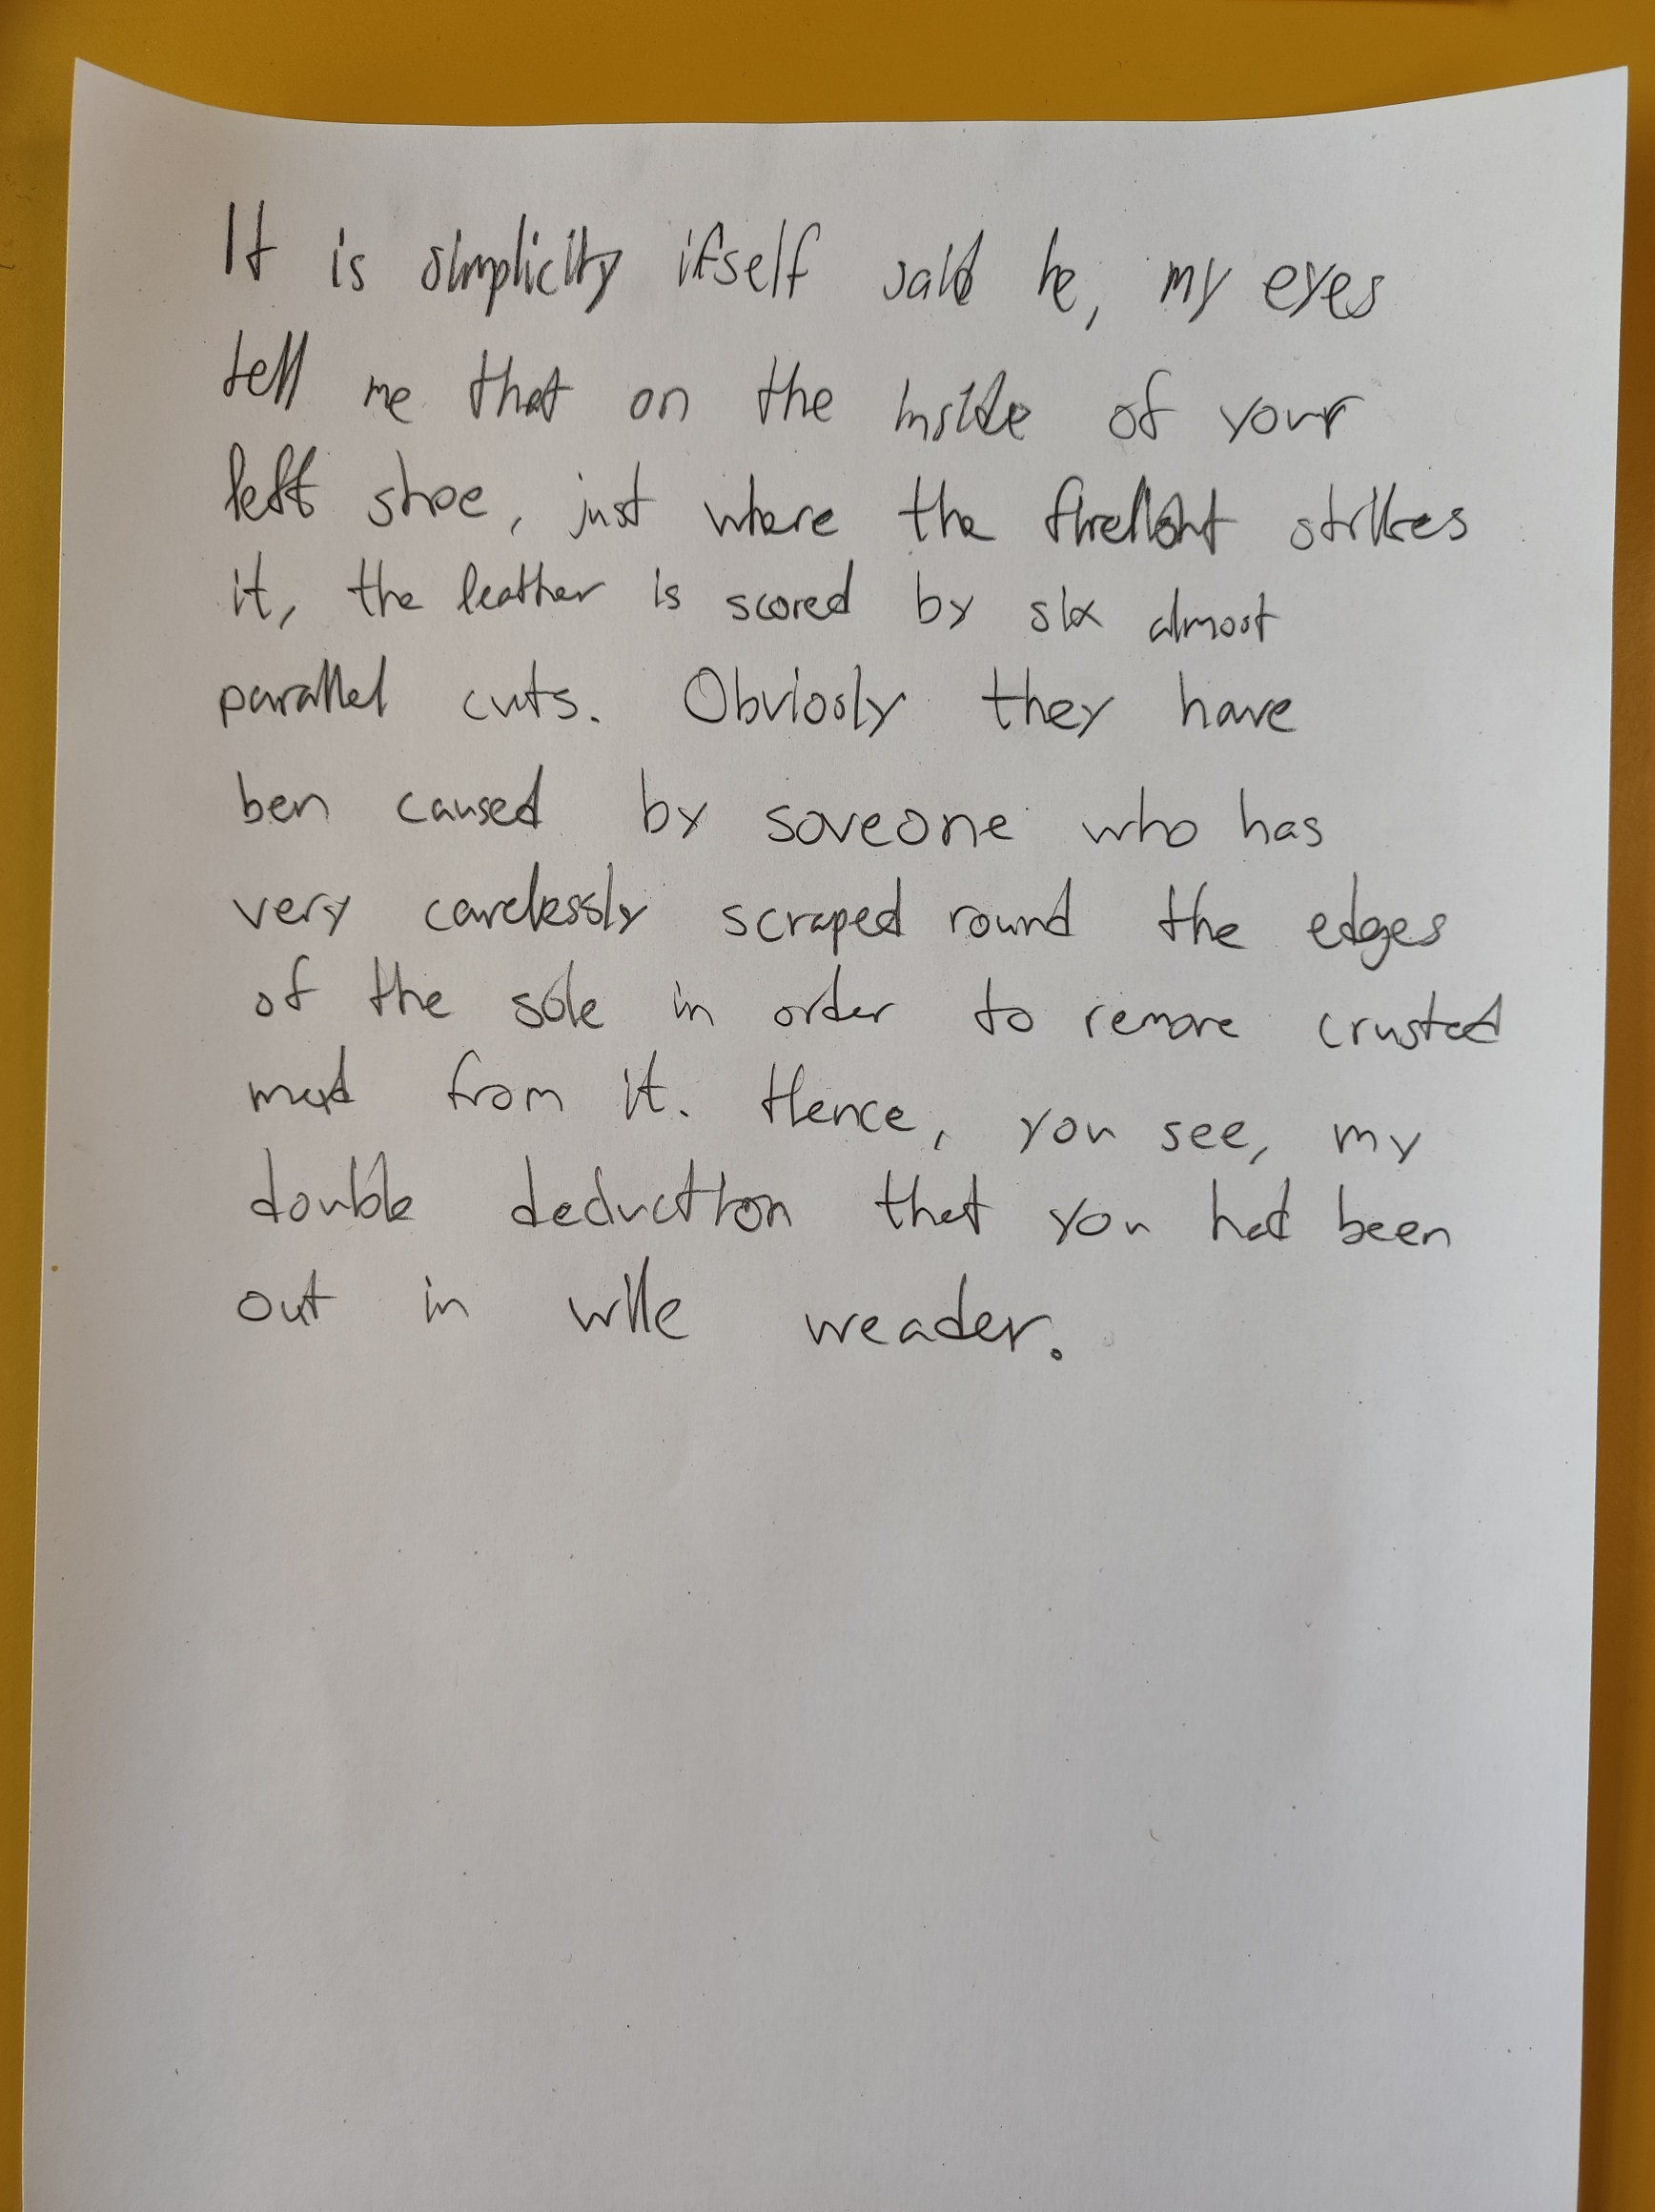 It is simplicity itself said he, my eyes
tell me that on the inside of your
left shoe, just where the strikes
it, the leather is scored by six almost
parallel cuts. Obviosly they have
ben caused by soveone who has
very carelessly scraped round the edges
of the sole in order to remove crusted
mud from it. Hence, you see, my
double deduction that you had been
out in wile weader.